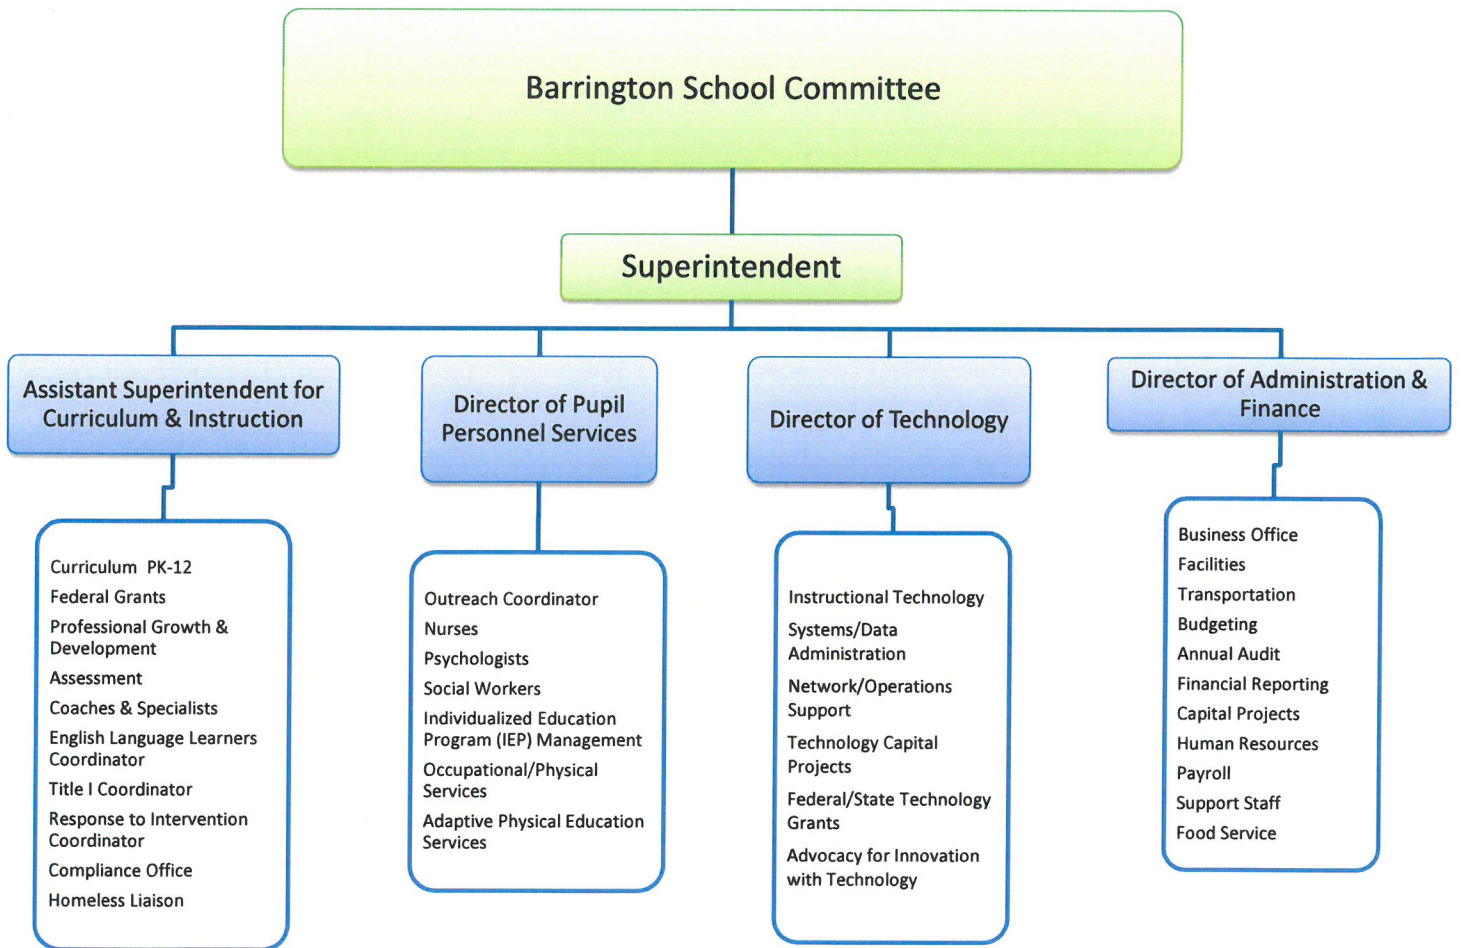 Barrington School Committee
Superintendent
Assistant Superintendent for
Curriculum & Instruction
Curriculum PK-12
Federal Grants
Professional Growth &
Development
Assessment
Coaches & Specialists
English Language Learners
Coordinator
Title I Coordinator
Response to Intervention
Coordinator
Compliance Office
Homeless Liaison
Director of Pupil
Personnel Services
Outreach Coordinator
Nurses
Psychologists
Social Workers
Individualized Education
Program (IEP) Management
Occupational/Physical
Services
Adaptive Physical Education
Services
Director of Technology
Instructional Technology
Systems/Data
Administration
Network/Operations
Support
Technology Capital
Projects
Federal/State Technology
Grants
Advocacy for Innovation
with Technology
Director of Administration &
Finance
Business Office
Facilities
Transportation
Budgeting
Annual Audit
Financial Reporting
Capital Projects
Human Resources
Payroll
Support Staff
Food Service